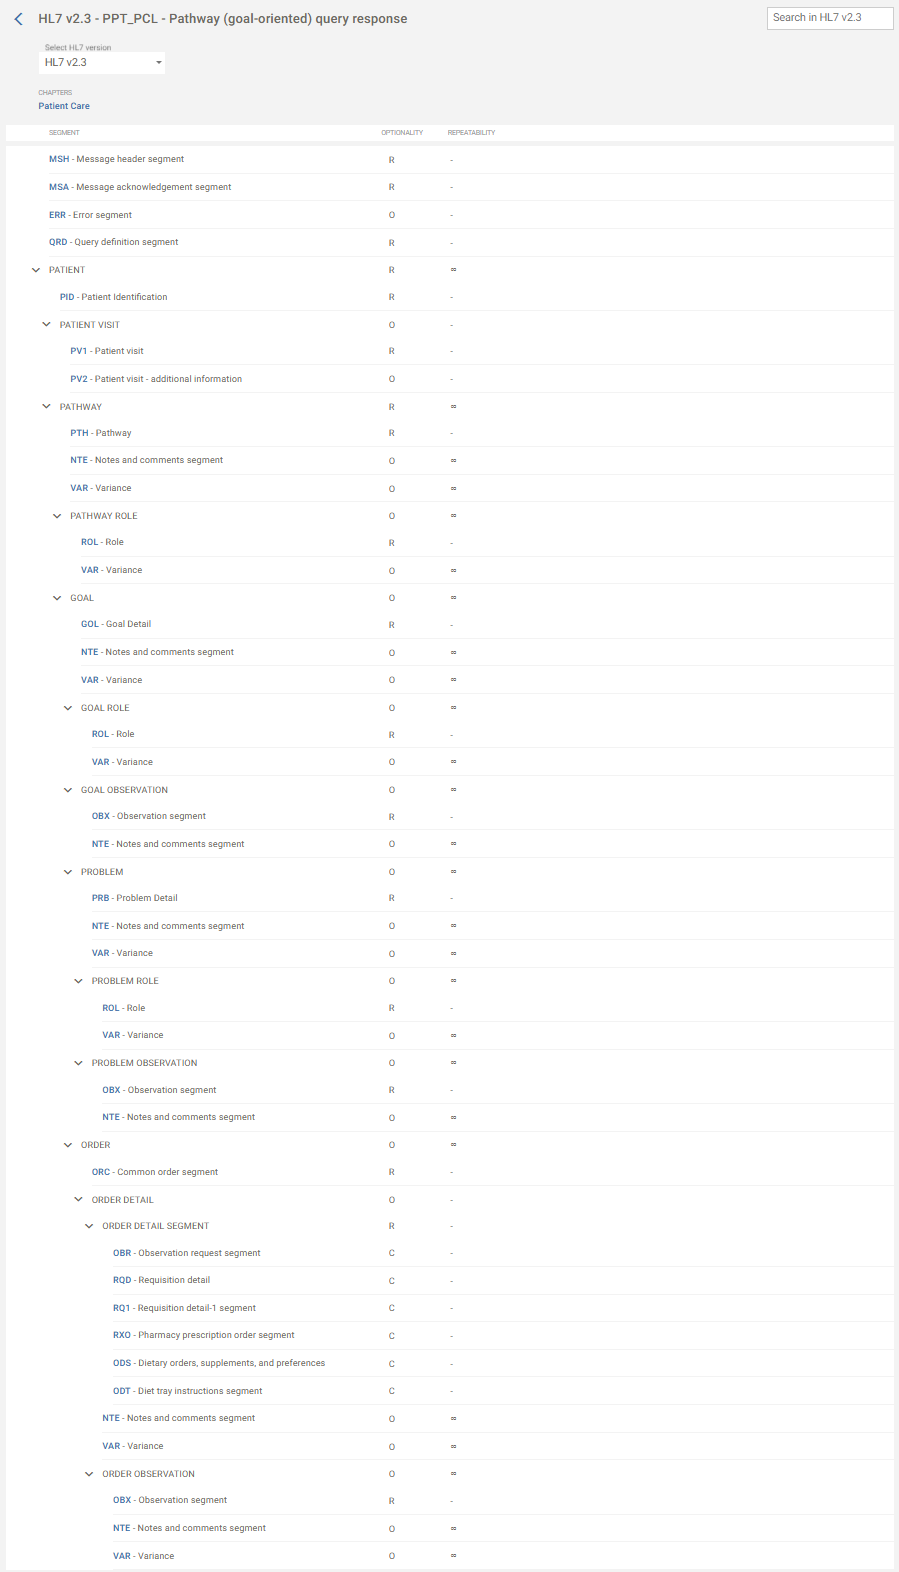 HL7 v2.3 - PPT_PCL - Pathway (goal-oriented) query response
Search in HL7 v2.3
Select HL7 version
HL7 v2.3
CHAPTERS
Patient Care
SEGMENT OPTIONALITY REPEATABILITY
MSH - Message header segment R -
MSA - Message acknowledgement segment R -
ERR - Error segment O -
QRD - Query definition segment R -
PATIENT R ∞
PID - Patient Identification R -
PATIENT VISIT O -
PV1 - Patient visit R -
PV2 - Patient visit - additional information O -
PATHWAY R ∞
PTH - Pathway R -
NTE - Notes and comments segment O ∞
VAR - Variance O ∞
PATHWAY ROLE O ∞
ROL - Role R -
VAR - Variance O ∞
GOAL O ∞
GOL - Goal Detail R -
NTE - Notes and comments segment O ∞
VAR - Variance O ∞
GOAL ROLE O ∞
ROL - Role R -
VAR - Variance O ∞
GOAL OBSERVATION O ∞
OBX - Observation segment R -
NTE - Notes and comments segment O ∞
PROBLEM O ∞
PRB - Problem Detail R -
NTE - Notes and comments segment O ∞
VAR - Variance O ∞
PROBLEM ROLE O ∞
ROL - Role R -
VAR - Variance O ∞
PROBLEM OBSERVATION O ∞
OBX - Observation segment R -
NTE - Notes and comments segment O ∞
ORDER O ∞
ORC - Common order segment R -
ORDER DETAIL O -
ORDER DETAIL SEGMENT R -
OBR - Observation request segment C -
RQD - Requisition detail C -
RQ1 - Requisition detail-1 segment C -
RXO - Pharmacy prescription order segment C -
ODS - Dietary orders, supplements, and preferences C -
ODT - Diet tray instructions segment C -
NTE - Notes and comments segment O ∞
VAR - Variance O ∞
ORDER OBSERVATION O ∞
OBX - Observation segment R -
NTE - Notes and comments segment O ∞
VAR - Variance O ∞